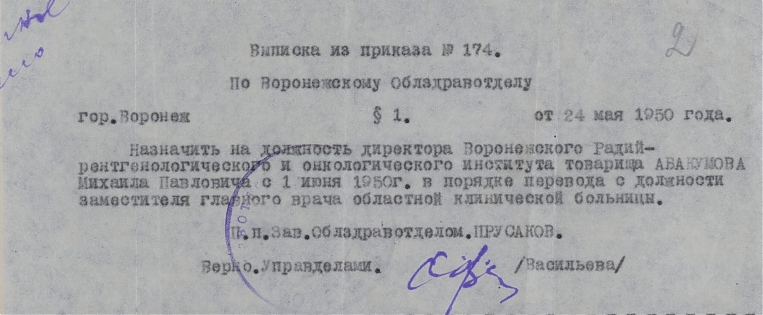 2
Выписка из приказа № 174.
По Воронежскому Облздравотделу
гор.Воронеж § 1. от 24 мая 1950 года.
Назначить на должность директора Воронежского Радий-
рентгенологического и онкологического института товарища АБАКУМОВА
Михаила Павловича с 1 июня 1950г. в порядке перевода с должности
заместителя главного врача областной клинической больницы.
П.п.Зав.Облздравотделом.ПРУСАКОВ.
Верно.Управделами. /Васильева/